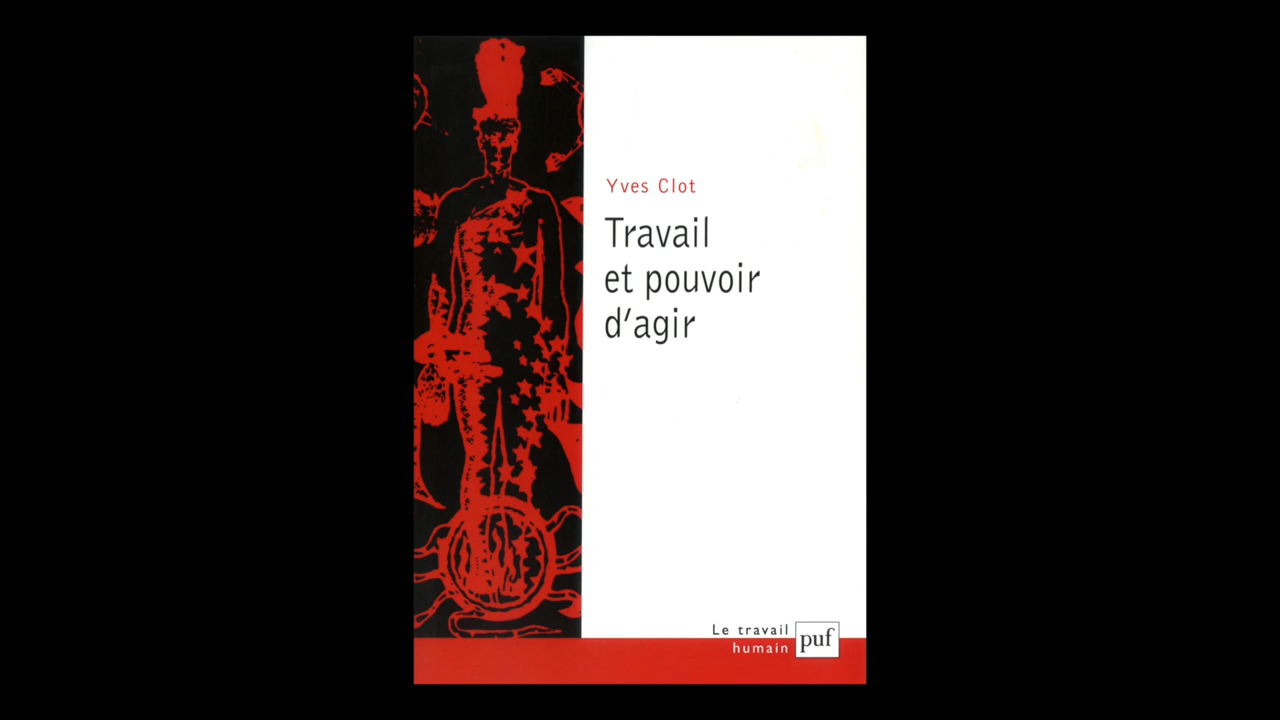 Yves Clot
Travail
et pouvoir
d'agir
Le travail
humain
puf